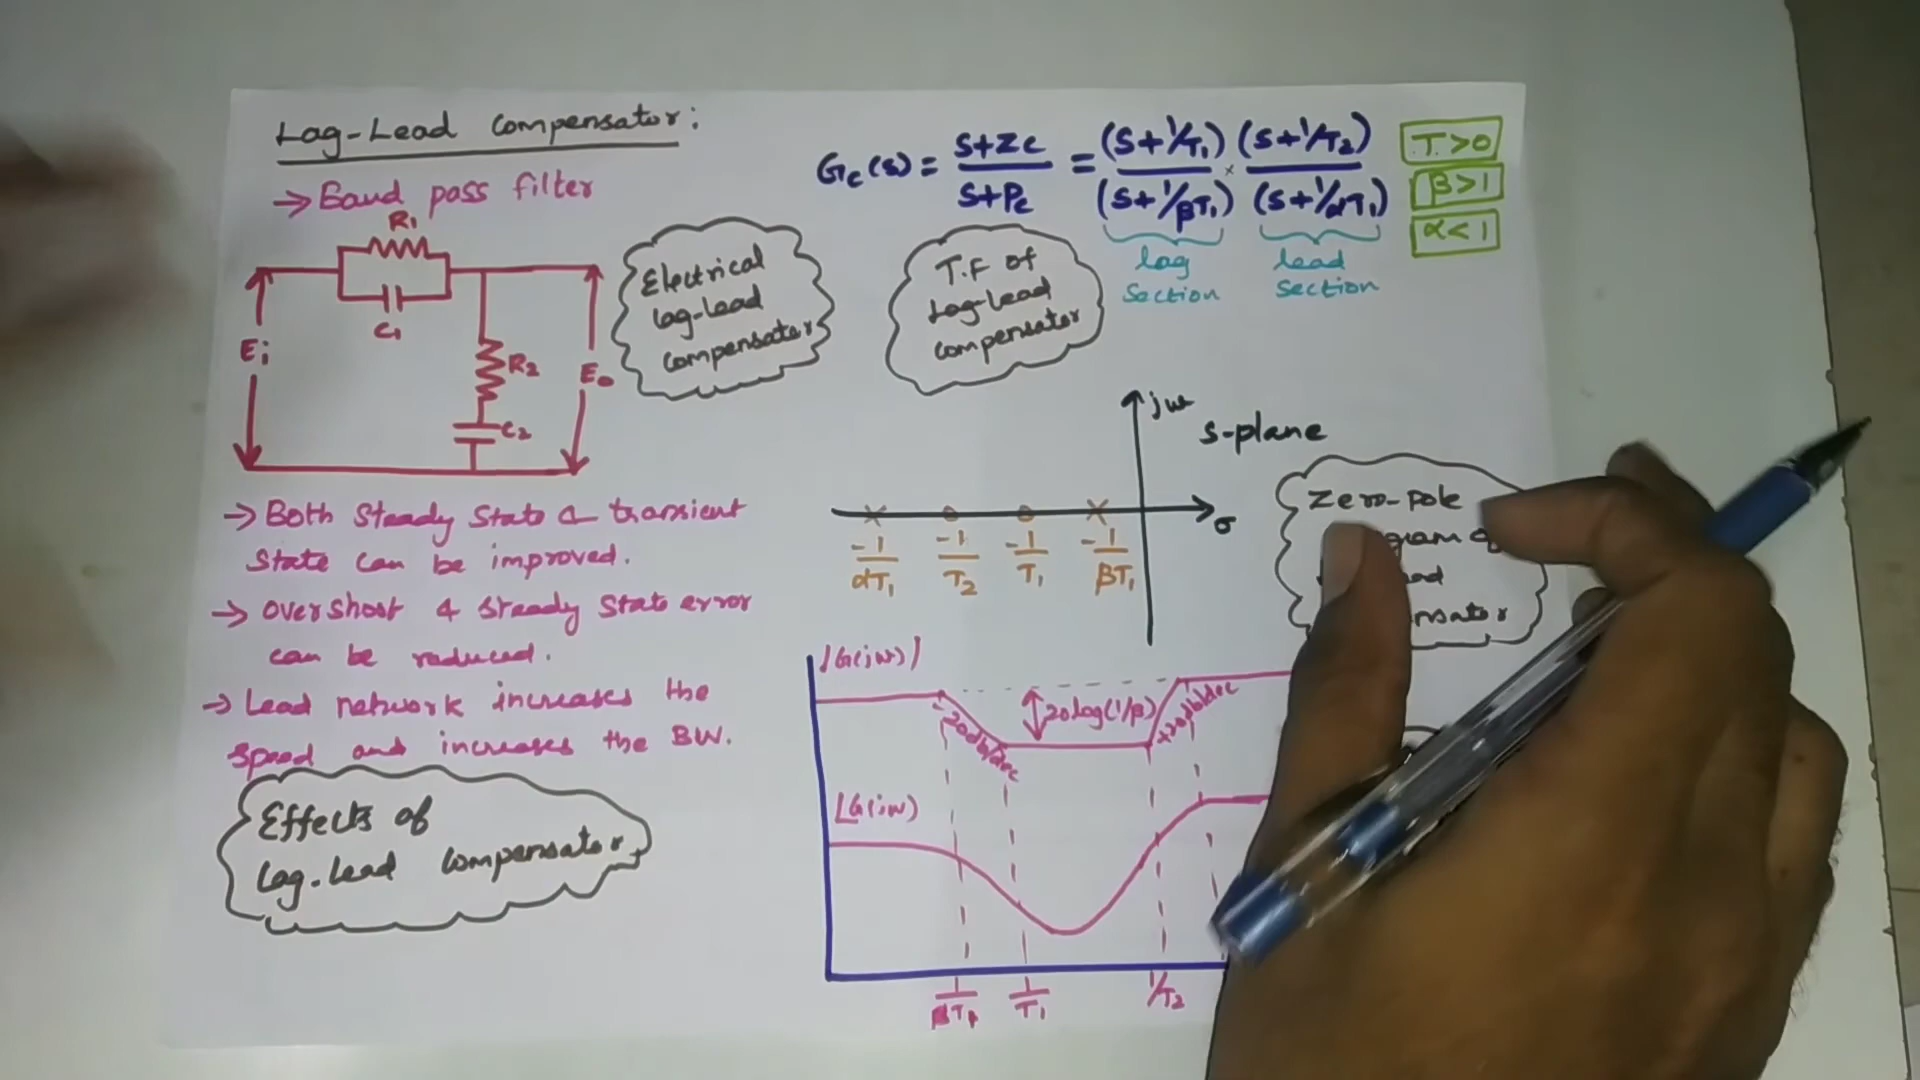 Lag-Lead Compensator:
→ Band pass filter
R1
C1
Ei
R2
C2
Eo
Electrical
lag-lead
compensator
Gc(s) = s+zc / s+Pc = (s+1/T1) / (s+1/βT1) × (s+1/T2) / (s+1/αT1)
lag section
lead section
T>0
β>1
α<1
T.F of
Lag-Lead
compensator
jω
s-plane
σ
-1/αT1
-1/T2
-1/T1
-1/βT1
Zero-pole
→ Both Steady State & transient
State can be improved.
→ Overshoot & Steady State error
can be reduced.
→ Lead network increases the
speed and increases the BW.
Effects of
Lag-Lead compensator
|G(jω)|
-20db/dec
20log(1/β)
+20db/dec
∠G(jω)
1/βT1
1/T1
1/T2